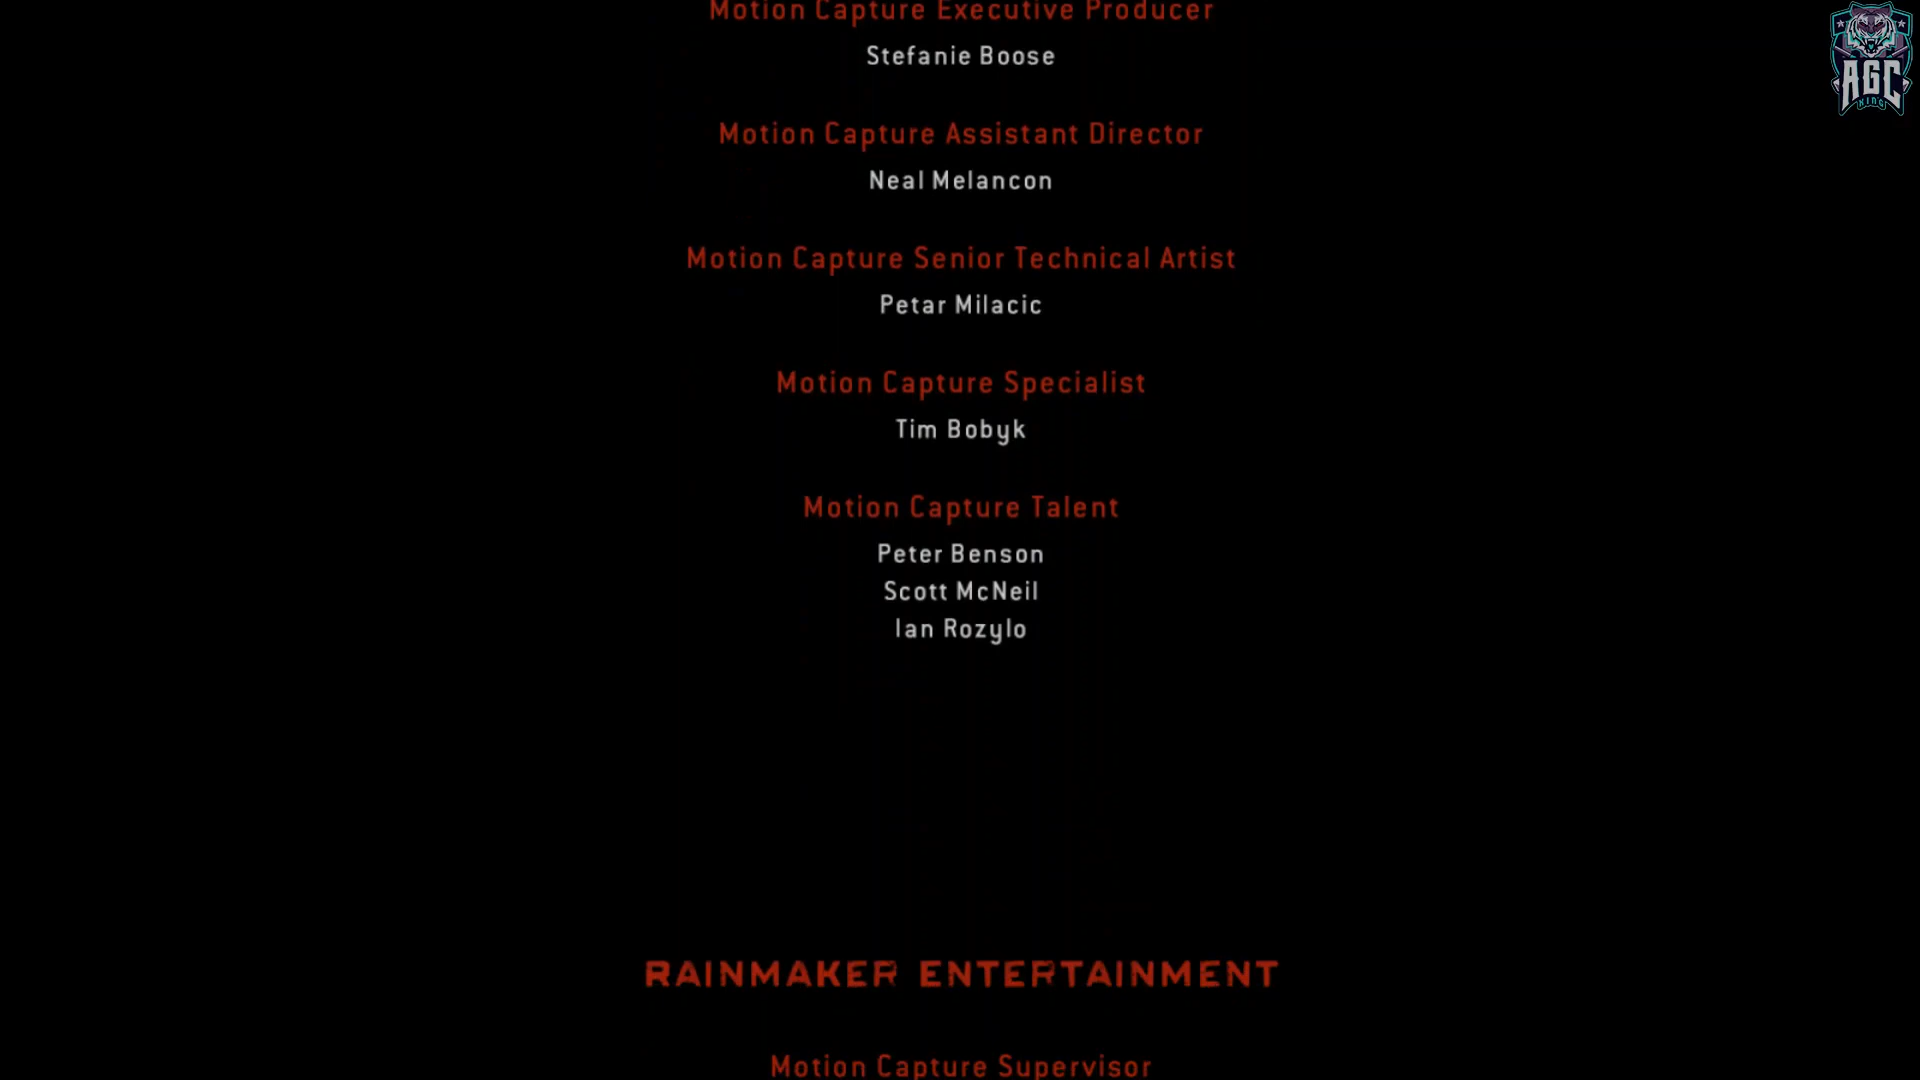 Motion Capture Executive Producer
Stefanie Boose
Motion Capture Assistant Director
Neal Melancon
Motion Capture Senior Technical Artist
Petar Milacic
Motion Capture Specialist
Tim Bobyk
Motion Capture Talent
Peter Benson
Scott McNeil
Ian Rozylo
RAINMAKER ENTERTAINMENT
Motion Capture Supervisor
AGC
KING